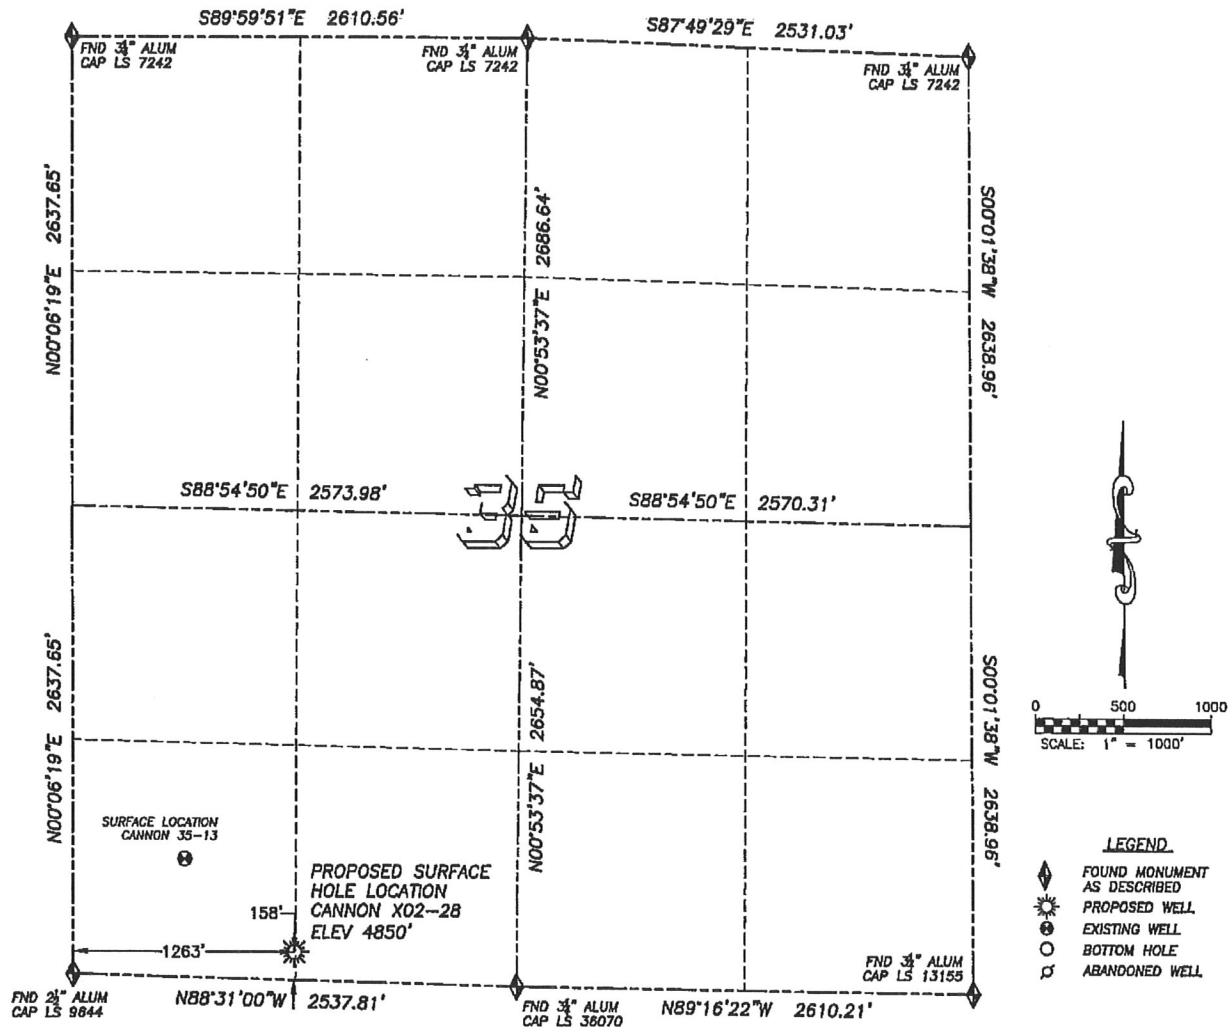 S89°59'51"E 2610.56'
S87°49'29"E 2531.03'
FND 3¼" ALUM
CAP LS 7242
FND 3¼" ALUM
CAP LS 7242
FND 3¼" ALUM
CAP LS 7242
N00°06'19"E 2637.65'
N00°53'37"E 2686.64'
S00°01'38"W 2638.96'
S88°54'50"E 2573.98'
35
S88°54'50"E 2570.31'
N00°06'19"E 2637.65'
N00°53'37"E 2654.87'
S00°01'38"W 2638.96'
0 500 1000
SCALE: 1" = 1000'
SURFACE LOCATION
CANNON 35-13
PROPOSED SURFACE
HOLE LOCATION
CANNON X02-28
ELEV 4850'
158'
1263'
LEGEND
FOUND MONUMENT
AS DESCRIBED
PROPOSED WELL
EXISTING WELL
BOTTOM HOLE
ABANDONED WELL
FND 2½" ALUM
CAP LS 9644
N88°31'00"W 2537.81'
FND 3¼" ALUM
CAP LS 36070
N89°16'22"W 2610.21'
FND 3¼" ALUM
CAP LS 13155